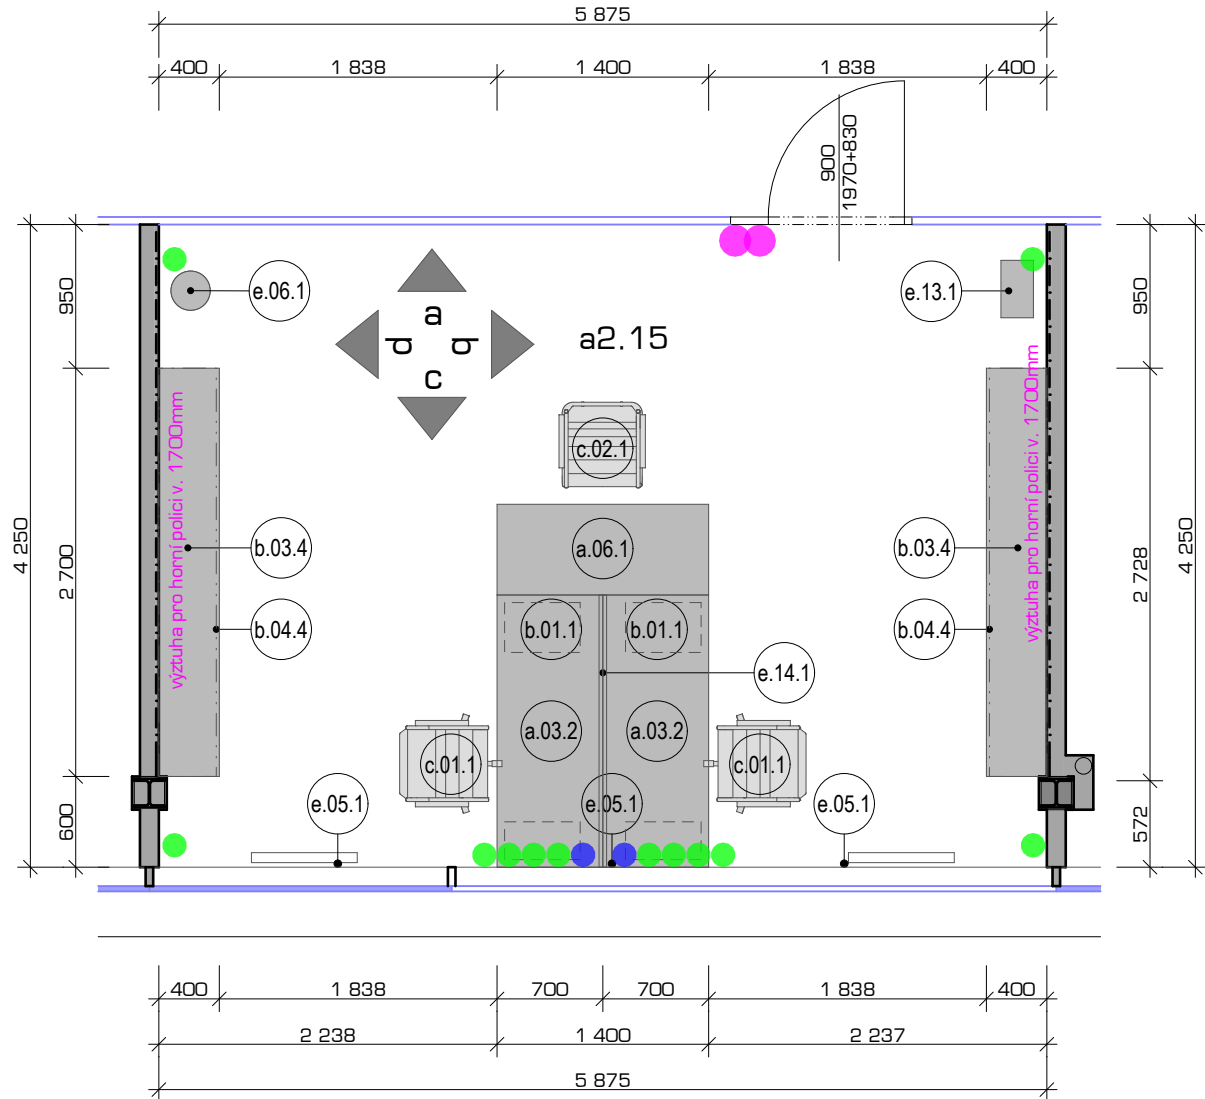 5 875
400
1 838
1 400
1 838
400
900
1970+830
950
950
e.06.1
e.13.1
a
d
b
c
a2.15
výztuha pro horní polici v. 1700mm
výztuha pro horní polici v. 1700mm
c.02.1
4 250
2 700
2 728
4 250
b.03.4
a.06.1
b.03.4
b.04.4
b.01.1
b.01.1
b.04.4
e.14.1
a.03.2
a.03.2
c.01.1
c.01.1
e.05.1
e.05.1
e.05.1
600
572
400
1 838
700
700
1 838
400
2 238
1 400
2 237
5 875